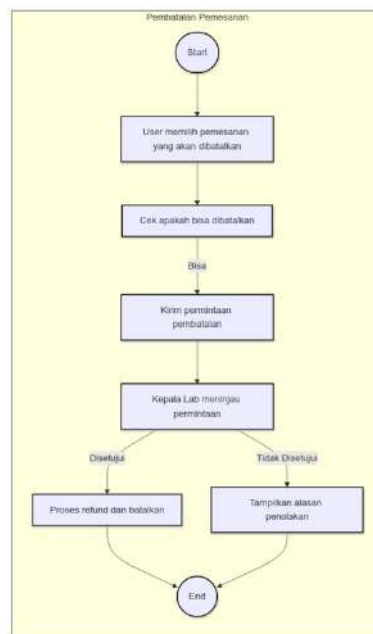 Pembatalan Pemesanan
Start
User memilih pemesanan
yang akan dibatalkan
Cek apakah bisa dibatalkan
Bisa
Kirim permintaan
pembatalan
Kepala Lab meninjau
permintaan
Disetujui
Tidak Disetujui
Proses refund dan batalkan
Tampilkan alasan
penolakan
End